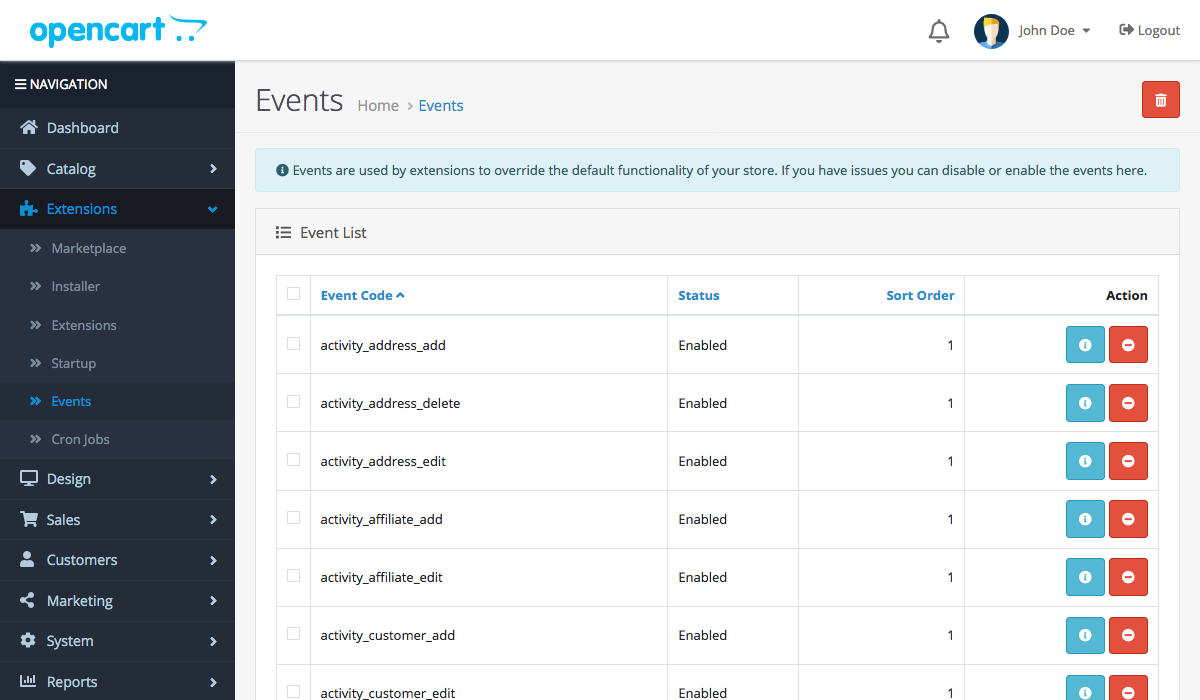 opencart
John Doe
Logout
NAVIGATION
Dashboard
Catalog
Extensions
Marketplace
Installer
Extensions
Startup
Events
Cron Jobs
Design
Sales
Customers
Marketing
System
Reports
Events Home > Events
Events are used by extensions to override the default functionality of your store. If you have issues you can disable or enable the events here.
Event List
Event Code Status Sort Order Action
activity_address_add Enabled 1
activity_address_delete Enabled 1
activity_address_edit Enabled 1
activity_affiliate_add Enabled 1
activity_affiliate_edit Enabled 1
activity_customer_add Enabled 1
activity_customer_edit Enabled 1